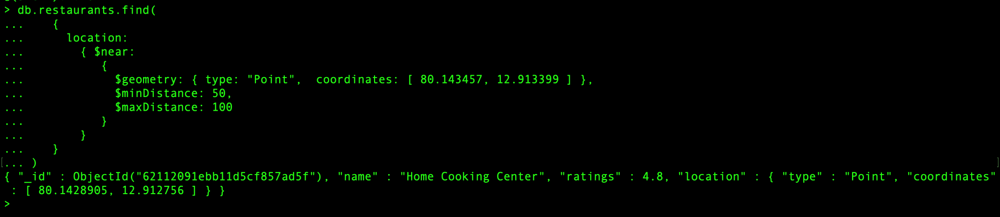 > db.restaurants.find(
...    {
...      location:
...        { $near:
...           {
...             $geometry: { type: "Point",  coordinates: [ 80.143457, 12.913399 ] },
...             $minDistance: 50,
...             $maxDistance: 100
...           }
...        }
...    }
[... )                                                                                ]
{ "_id" : ObjectId("62112091ebb11d5cf857ad5f"), "name" : "Home Cooking Center", "ratings" : 4.8, "location" : { "type" : "Point", "coordinates"
 : [ 80.1428905, 12.912756 ] } }
>